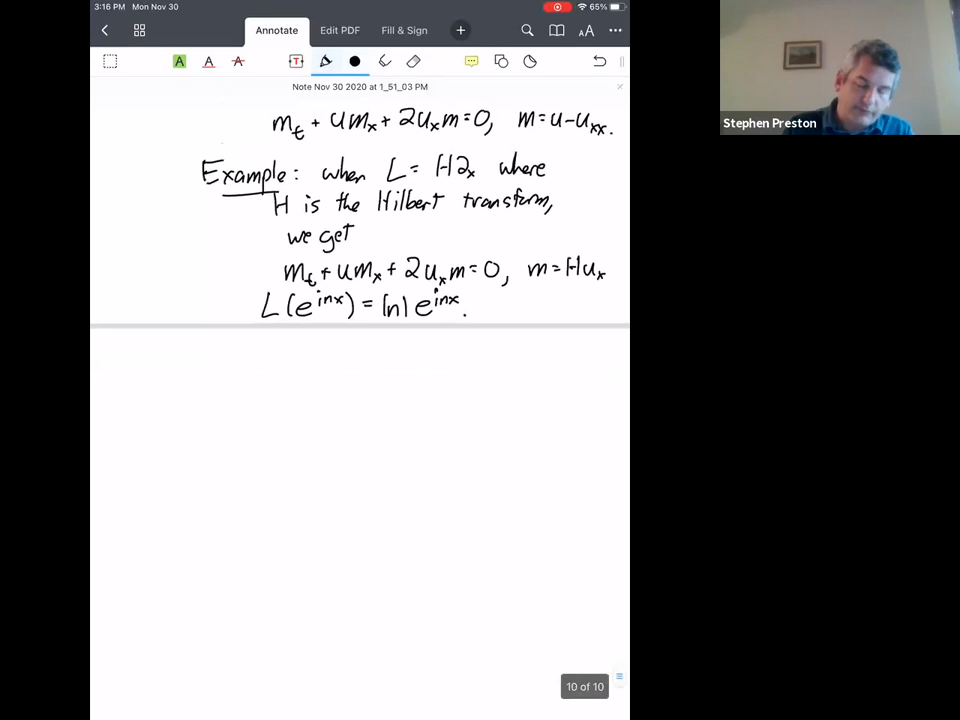 3:16 PM Mon Nov 30
65%
Annotate Edit PDF Fill & Sign
AA
A A A T
Note Nov 30 2020 at 1_51_03 PM
Stephen Preston
m_t + um_x + 2u_x m = 0, m = u - u_xx.
Example: when L = H∂_x where
H is the Hilbert transform,
we get
m_t + um_x + 2u_x m = 0, m = Hu_x
L(e^{inx}) = |n| e^{inx}.
10 of 10